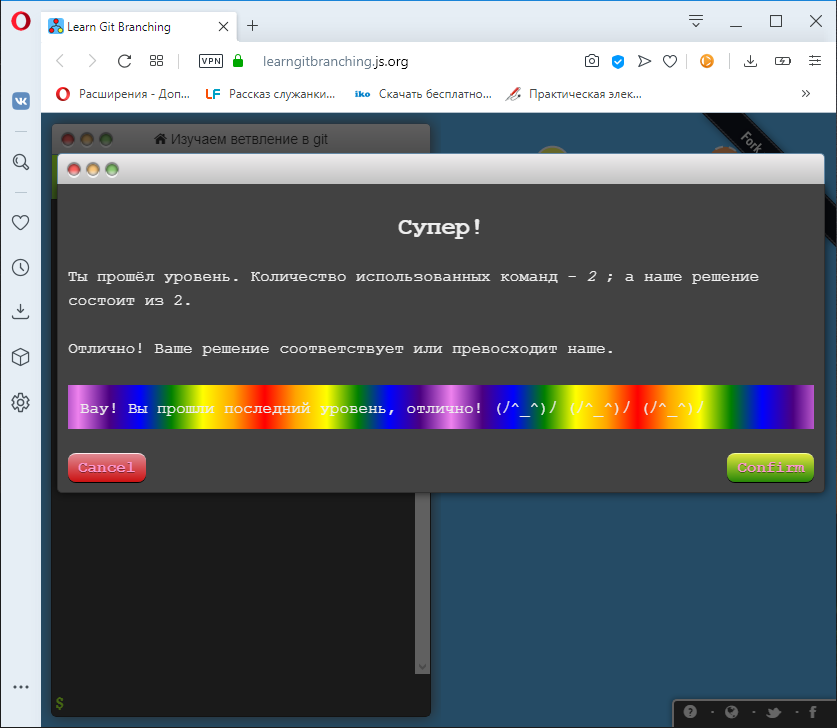 Learn Git Branching
VPN
learngitbranching.js.org
Расширения - Доп...
LF Рассказ служанки...
iko Скачать бесплатно...
Практическая элек...
»
Изучаем ветвление в git
Fork
Супер!
Ты прошёл уровень. Количество использованных команд - 2 ; а наше решение
состоит из 2.
Отлично! Ваше решение соответствует или превосходит наше.
Вау! Вы прошли последний уровень, отлично! (/^_^)/ (/^_^)/ (/^_^)/
Cancel
Confirm
$